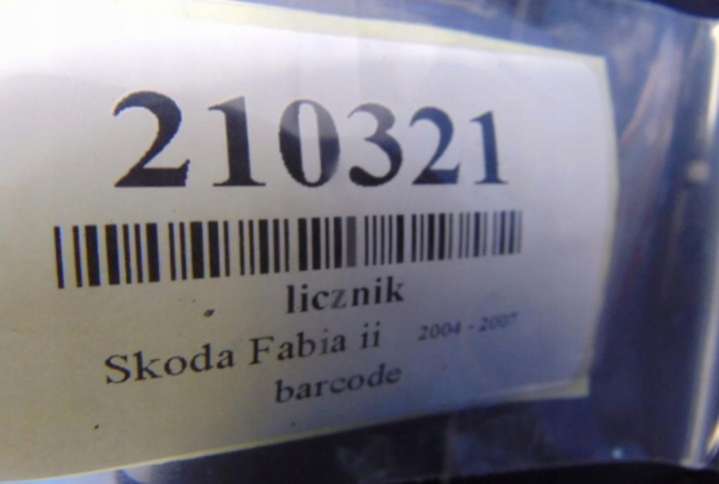 210321
licznik
Skoda Fabia ii 2004 - 2007
barcode